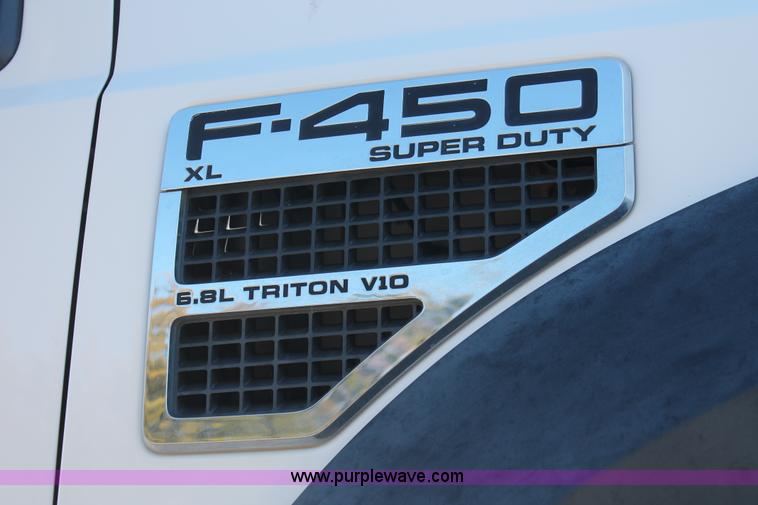 F-450
XL SUPER DUTY
6.8L TRITON V10
www.purplewave.com